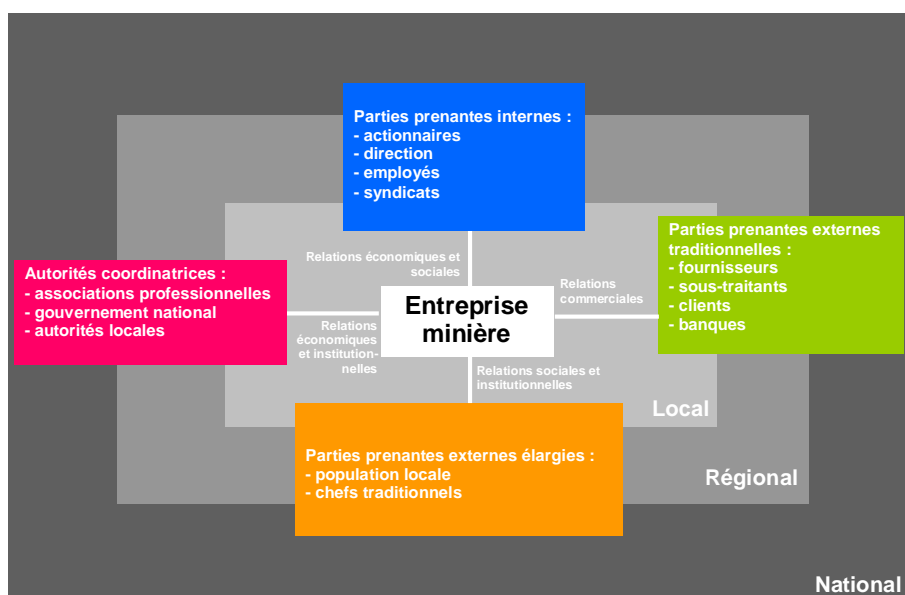 Parties prenantes internes :
- actionnaires
- direction
- employés
- syndicats
Parties prenantes externes
traditionnelles :
- fournisseurs
- sous-traitants
- clients
- banques
Autorités coordinatrices :
- associations professionnelles
- gouvernement national
- autorités locales
Relations économiques et
sociales
Relations
commerciales
Entreprise
minière
Relations
économiques
et institution-
nelles
Relations sociales et
institutionnelles
Parties prenantes externes élargies :
- population locale
- chefs traditionnels
Local
Régional
National